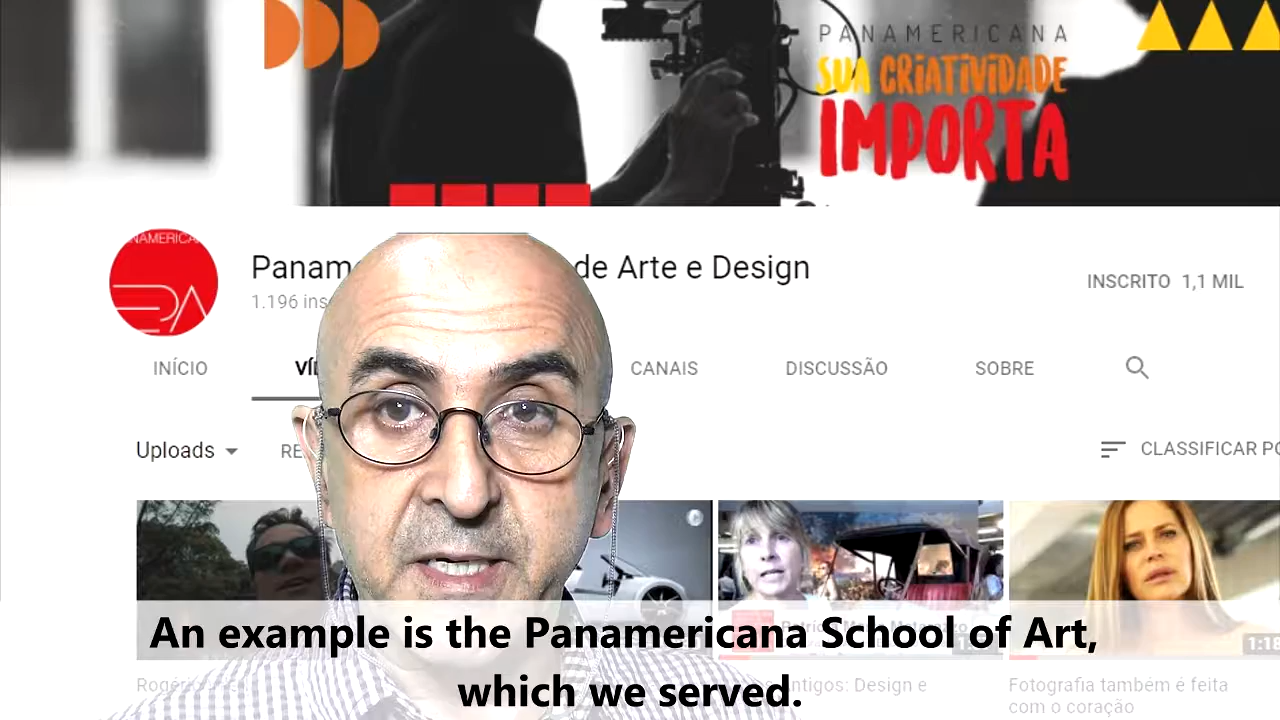 PANAMERICANA
SUA CRIATIVIDADE
IMPORTA
Panam de Arte e Design
1.196 ins
INSCRITO 1,1 MIL
INÍCIO
CANAIS
DISCUSSÃO
SOBRE
Uploads
CLASSIFICAR PO
1:18
An example is the Panamericana School of Art,
which we served.
Antigos: Design e
Fotografia também é feita
com o coração